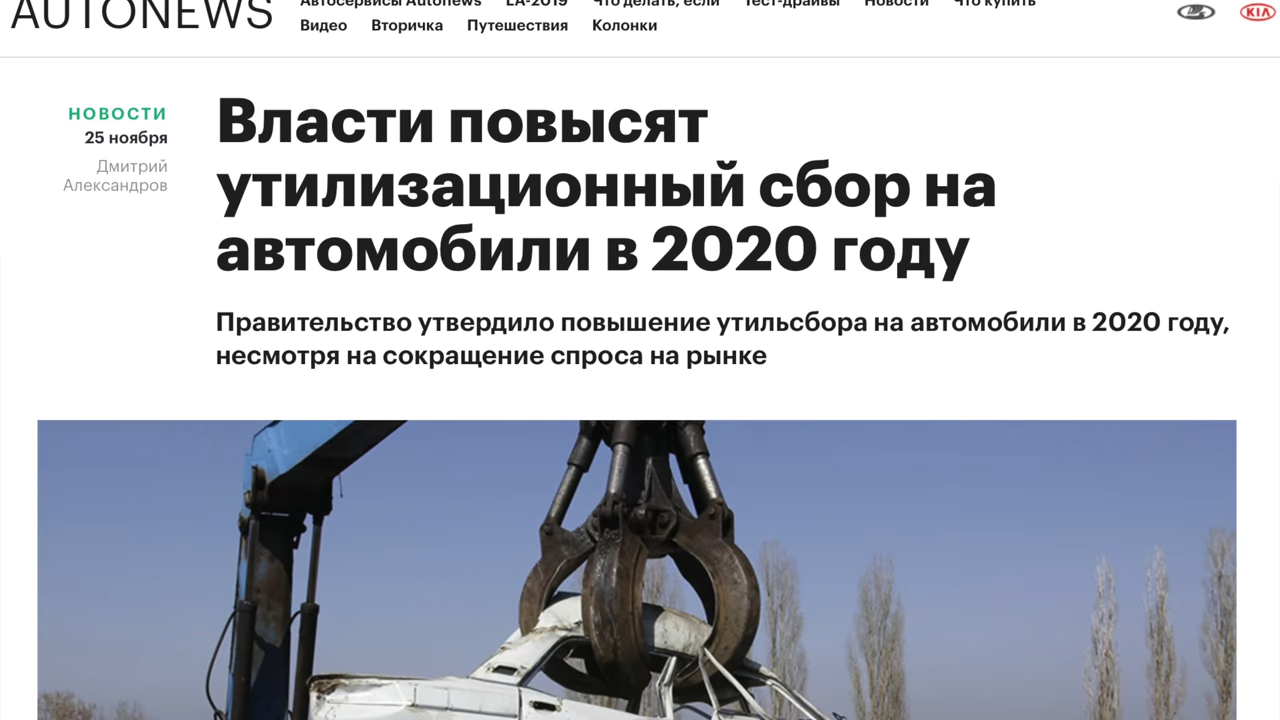 AUTONEWS
Автосервисы Autonews LA-2019 Что делать, если Тест-драйвы Новости Что купить
Видео Вторичка Путешествия Колонки
KIA
НОВОСТИ
25 ноября
Дмитрий
Александров
Власти повысят
утилизационный сбор на
автомобили в 2020 году
Правительство утвердило повышение утильсбора на автомобили в 2020 году,
несмотря на сокращение спроса на рынке